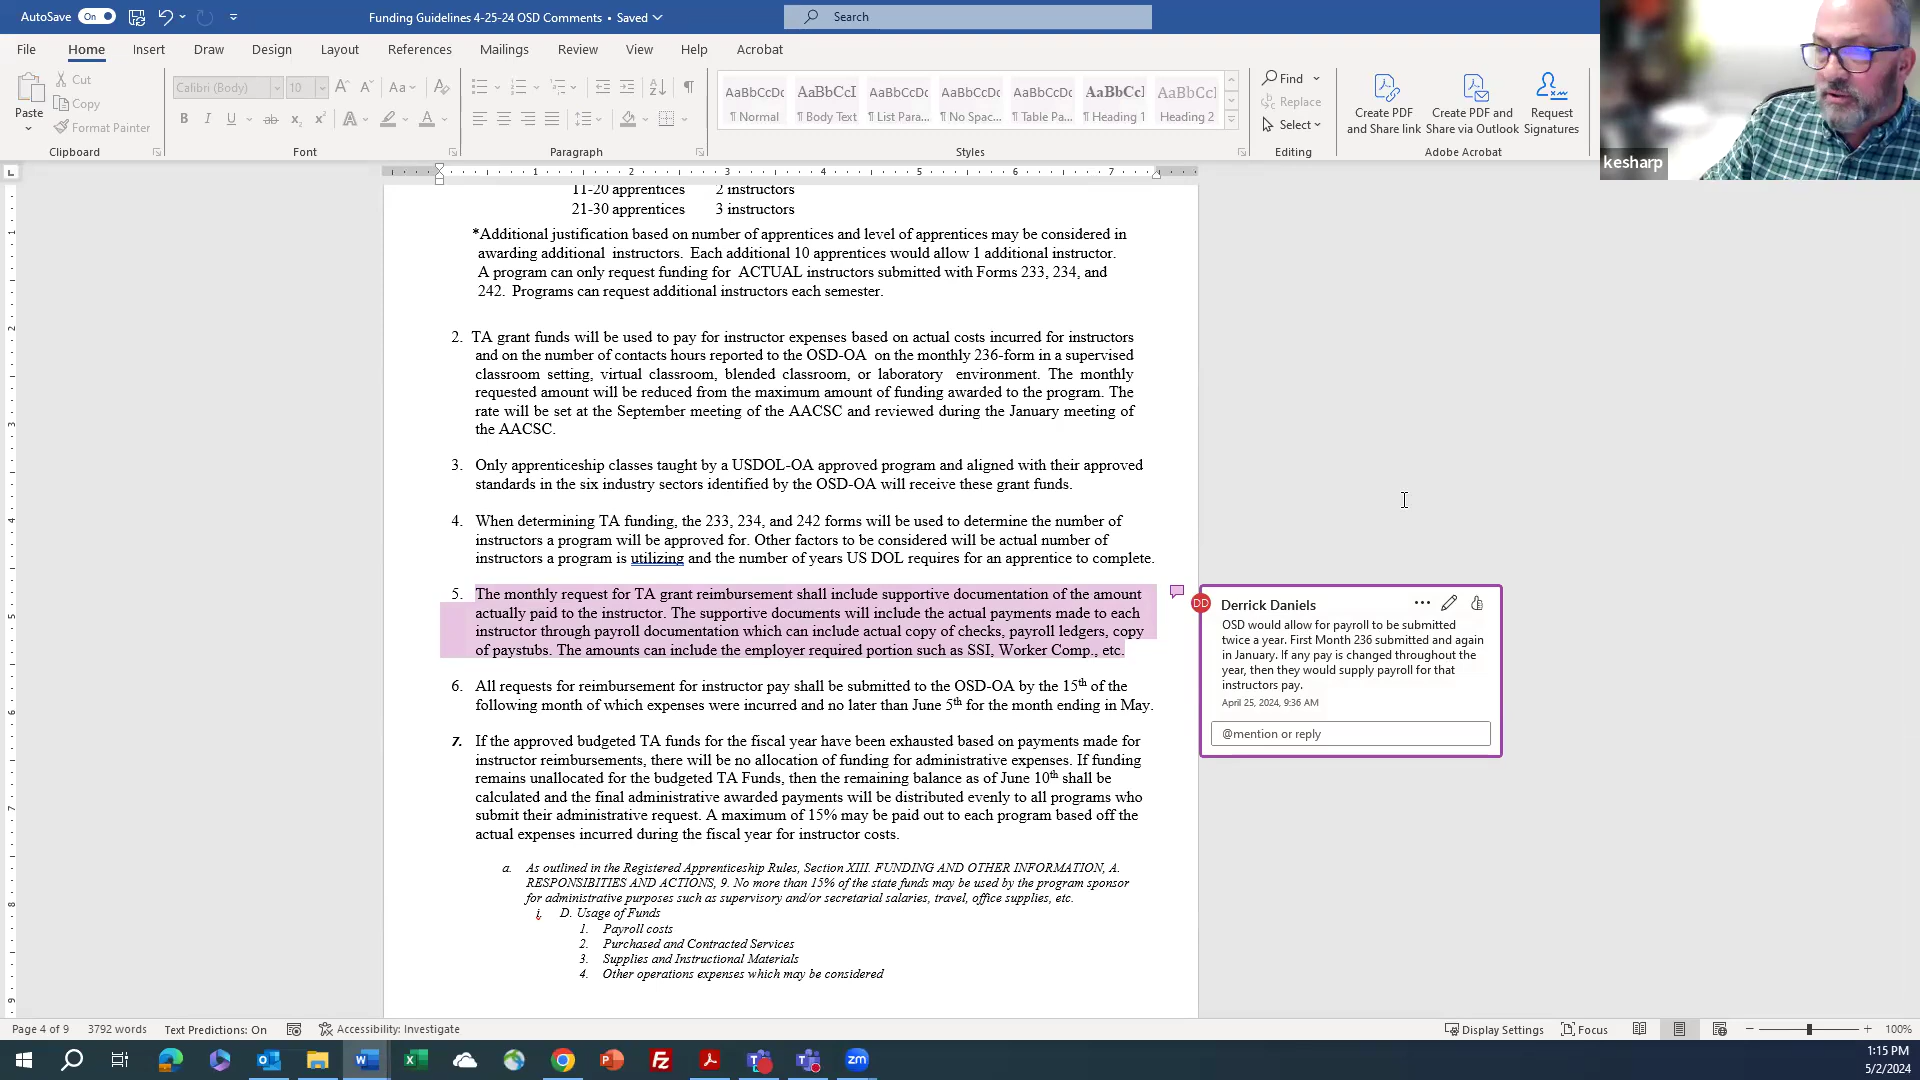 AutoSave On Funding Guidelines 4-25-24 OSD Comments • Saved Search
File Home Insert Draw Design Layout References Mailings Review View Help Acrobat
Paste Cut Copy Format Painter
Calibri (Body) 10
AaBbCcDc AaBbCcI AaBbCcDc AaBbCcDc AaBbCcDc AaBbCcI AaBbCcI
¶ Normal ¶ Body Text ¶ List Para... ¶ No Spac... ¶ Table Pa... ¶ Heading 1 Heading 2
Find Replace Select
Create PDF and Share link Create PDF and Share via Outlook Request Signatures
Clipboard Font Paragraph Styles Editing Adobe Acrobat
kesharp
11-20 apprentices 2 instructors
21-30 apprentices 3 instructors
*Additional justification based on number of apprentices and level of apprentices may be considered in
awarding additional instructors. Each additional 10 apprentices would allow 1 additional instructor.
A program can only request funding for ACTUAL instructors submitted with Forms 233, 234, and
242. Programs can request additional instructors each semester.
2. TA grant funds will be used to pay for instructor expenses based on actual costs incurred for instructors
and on the number of contacts hours reported to the OSD-OA on the monthly 236-form in a supervised
classroom setting, virtual classroom, blended classroom, or laboratory environment. The monthly
requested amount will be reduced from the maximum amount of funding awarded to the program. The
rate will be set at the September meeting of the AACSC and reviewed during the January meeting of
the AACSC.
3. Only apprenticeship classes taught by a USDOL-OA approved program and aligned with their approved
standards in the six industry sectors identified by the OSD-OA will receive these grant funds.
4. When determining TA funding, the 233, 234, and 242 forms will be used to determine the number of
instructors a program will be approved for. Other factors to be considered will be actual number of
instructors a program is utilizing and the number of years US DOL requires for an apprentice to complete.
5. The monthly request for TA grant reimbursement shall include supportive documentation of the amount
actually paid to the instructor. The supportive documents will include the actual payments made to each
instructor through payroll documentation which can include actual copy of checks, payroll ledgers, copy
of paystubs. The amounts can include the employer required portion such as SSI, Worker Comp., etc.
6. All requests for reimbursement for instructor pay shall be submitted to the OSD-OA by the 15th of the
following month of which expenses were incurred and no later than June 5th for the month ending in May.
7. If the approved budgeted TA funds for the fiscal year have been exhausted based on payments made for
instructor reimbursements, there will be no allocation of funding for administrative expenses. If funding
remains unallocated for the budgeted TA Funds, then the remaining balance as of June 10th shall be
calculated and the final administrative awarded payments will be distributed evenly to all programs who
submit their administrative request. A maximum of 15% may be paid out to each program based off the
actual expenses incurred during the fiscal year for instructor costs.
a. As outlined in the Registered Apprenticeship Rules, Section XIII. FUNDING AND OTHER INFORMATION, A.
RESPONSIBITIES AND ACTIONS, 9. No more than 15% of the state funds may be used by the program sponsor
for administrative purposes such as supervisory and/or secretarial salaries, travel, office supplies, etc.
i. D. Usage of Funds
1. Payroll costs
2. Purchased and Contracted Services
3. Supplies and Instructional Materials
4. Other operations expenses which may be considered
DD Derrick Daniels
OSD would allow for payroll to be submitted
twice a year. First Month 236 submitted and again
in January. If any pay is changed throughout the
year, then they would supply payroll for that
instructors pay.
April 25, 2024, 9:36 AM
@mention or reply
Page 4 of 9 3792 words Text Predictions: On Accessibility: Investigate Display Settings Focus 100%
1:15 PM
5/2/2024